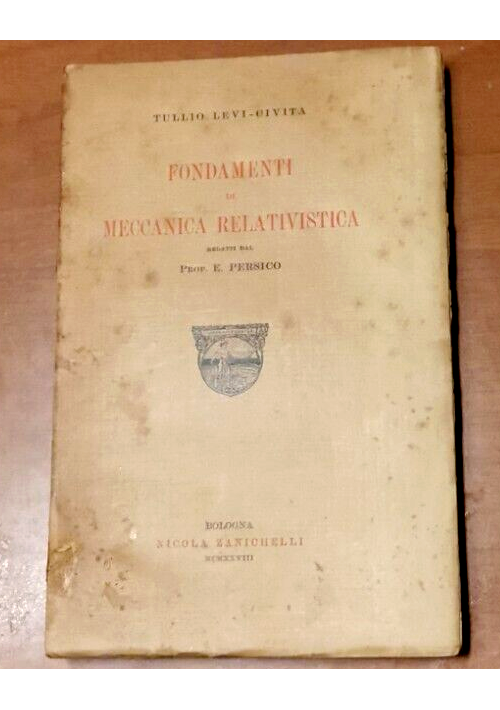 TULLIO LEVI-CIVITA
FONDAMENTI
DI
MECCANICA RELATIVISTICA
REDATTI DAL
PROF. E. PERSICO
BOLOGNA
NICOLA ZANICHELLI
MCMXXVIII